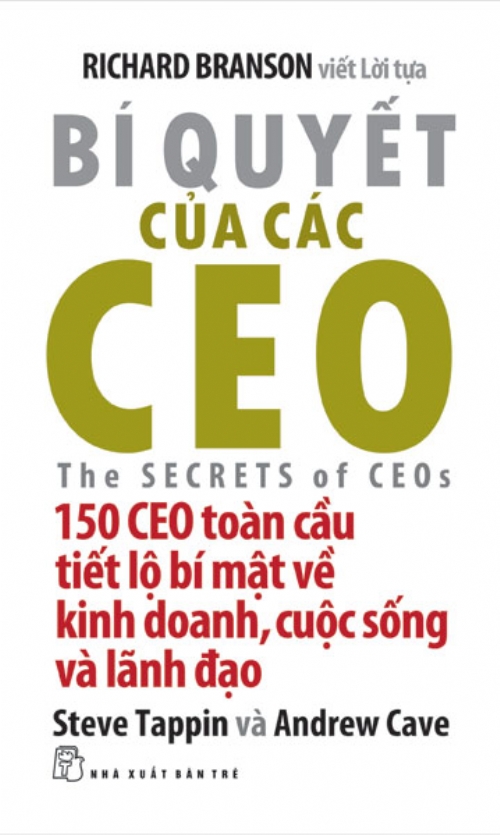 RICHARD BRANSON viết Lời tựa
BÍ QUYẾT
CỦA CÁC
CEO
The SECRETS of CEOs
150 CEO toàn cầu
tiết lộ bí mật về
kinh doanh, cuộc sống
và lãnh đạo
Steve Tappin và Andrew Cave
NHÀ XUẤT BẢN TRẺ